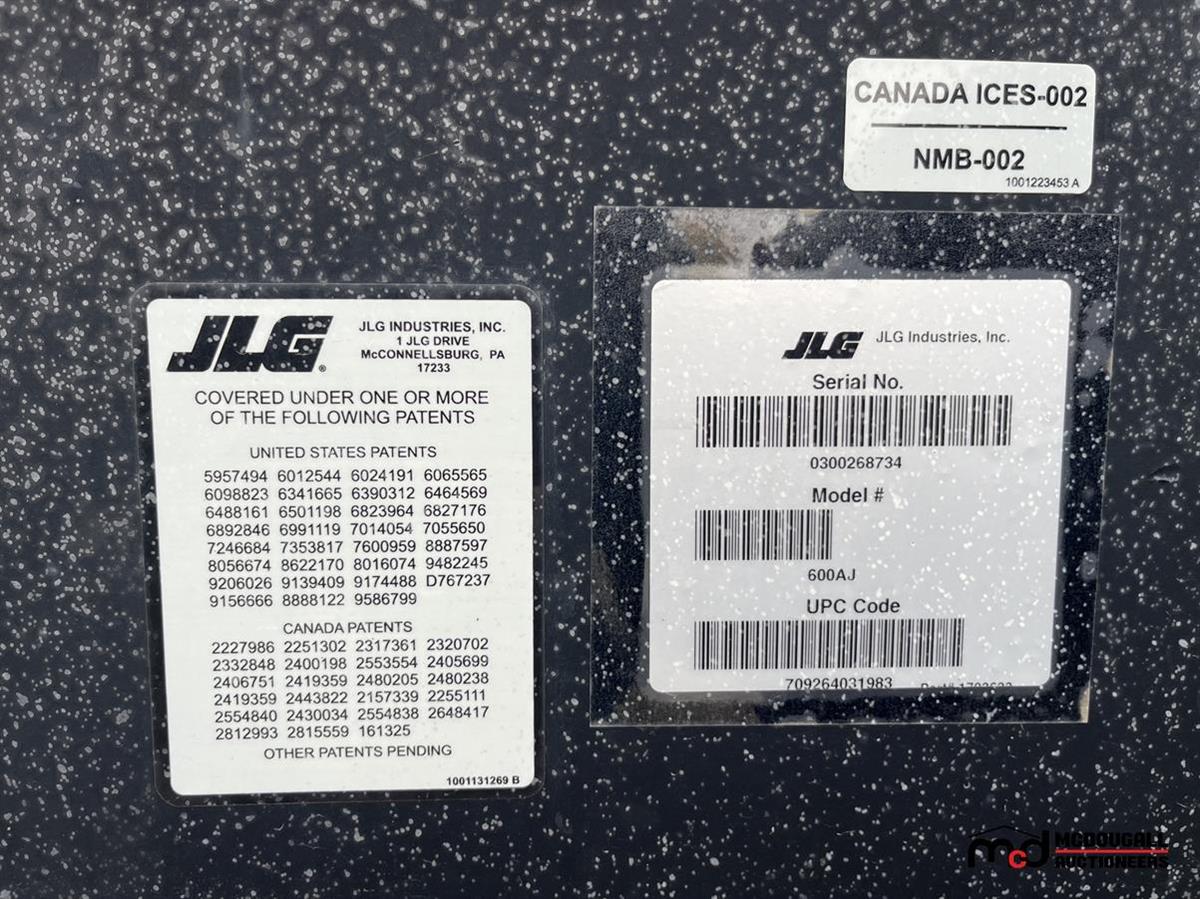 CANADA ICES-002
NMB-002
1001223453 A
JLG®
JLG INDUSTRIES, INC.
1 JLG DRIVE
McCONNELLSBURG, PA
17233
COVERED UNDER ONE OR MORE
OF THE FOLLOWING PATENTS
UNITED STATES PATENTS
5957494 6012544 6024191 6065565
6098823 6341665 6390312 6464569
6488161 6501198 6823964 6827176
6892846 6991119 7014054 7055650
7246684 7353817 7600959 8887597
8056674 8622170 8016074 9482245
9206026 9139409 9174488 D767237
9156666 8888122 9586799
CANADA PATENTS
2227986 2251302 2317361 2320702
2332848 2400198 2553554 2405699
2406751 2419359 2480205 2480238
2419359 2443822 2157339 2255111
2554840 2430034 2554838 2648417
2812993 2815559 161325
OTHER PATENTS PENDING
1001131269 B
JLG JLG Industries, Inc.
Serial No.
0300268734
Model #
600AJ
UPC Code
709264031983
mcd MCDOUGALL
AUCTIONEERS